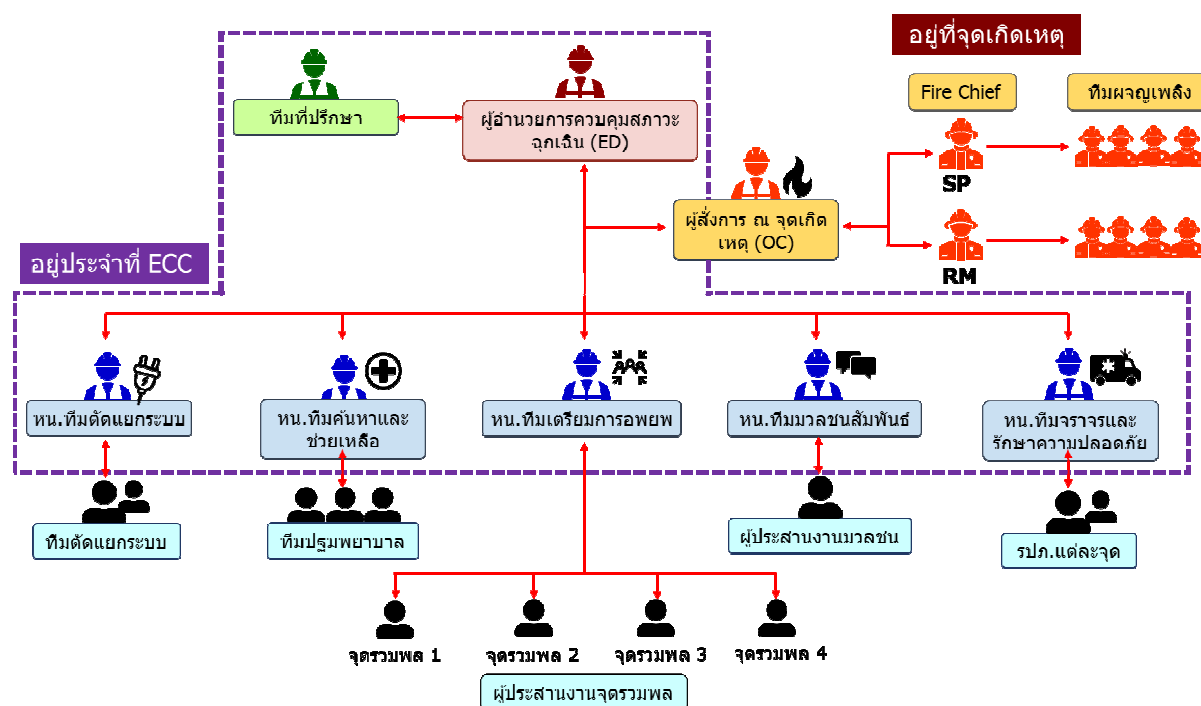 อยู่ที่จุดเกิดเหตุ
Fire Chief
ทีมผจญเพลิง
ทีมที่ปรึกษา
ผู้อำนวยการควบคุมสภาวะ
ฉุกเฉิน (ED)
SP
ผู้สั่งการ ณ จุดเกิด
เหตุ (OC)
RM
อยู่ประจำที่ ECC
หน.ทีมตัดแยกระบบ
หน.ทีมค้นหาและ
ช่วยเหลือ
หน.ทีมเตรียมการอพยพ
หน.ทีมมวลชนสัมพันธ์
หน.ทีมจราจรและ
รักษาความปลอดภัย
ทีมตัดแยกระบบ
ทีมปฐมพยาบาล
ผู้ประสานงานมวลชน
รปภ.แต่ละจุด
จุดรวมพล 1
จุดรวมพล 2
จุดรวมพล 3
จุดรวมพล 4
ผู้ประสานงานจุดรวมพล